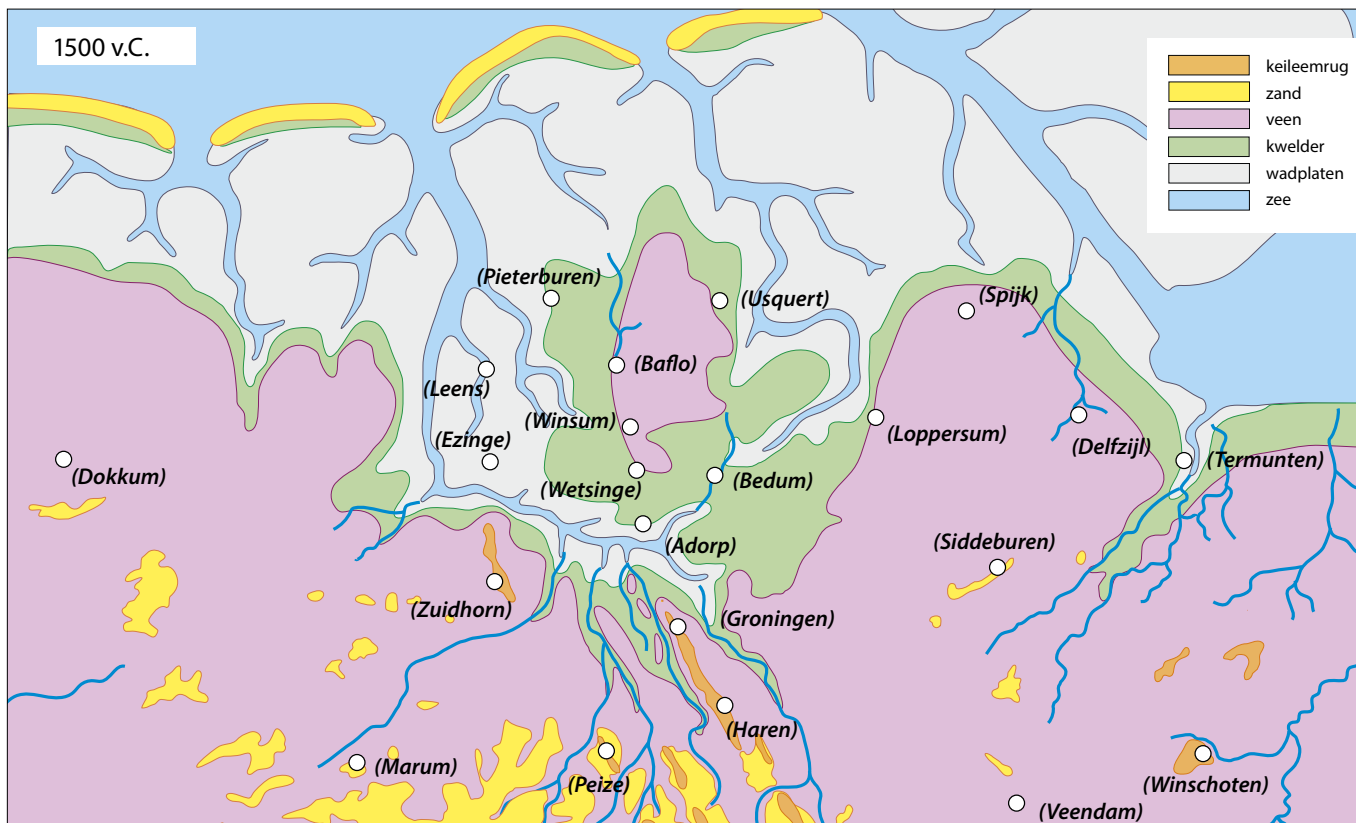 1500 v.C.
keileemrug
zand
veen
kwelder
wadplaten
zee
(Pieterburen)
(Usquert)
(Spijk)
(Baflo)
(Leens)
(Winsum)
(Loppersum)
(Delfzijl)
(Ezinge)
(Termunten)
(Dokkum)
(Wetsinge)
(Bedum)
(Adorp)
(Siddeburen)
(Zuidhorn)
(Groningen)
(Haren)
(Marum)
(Peize)
(Winschoten)
(Veendam)